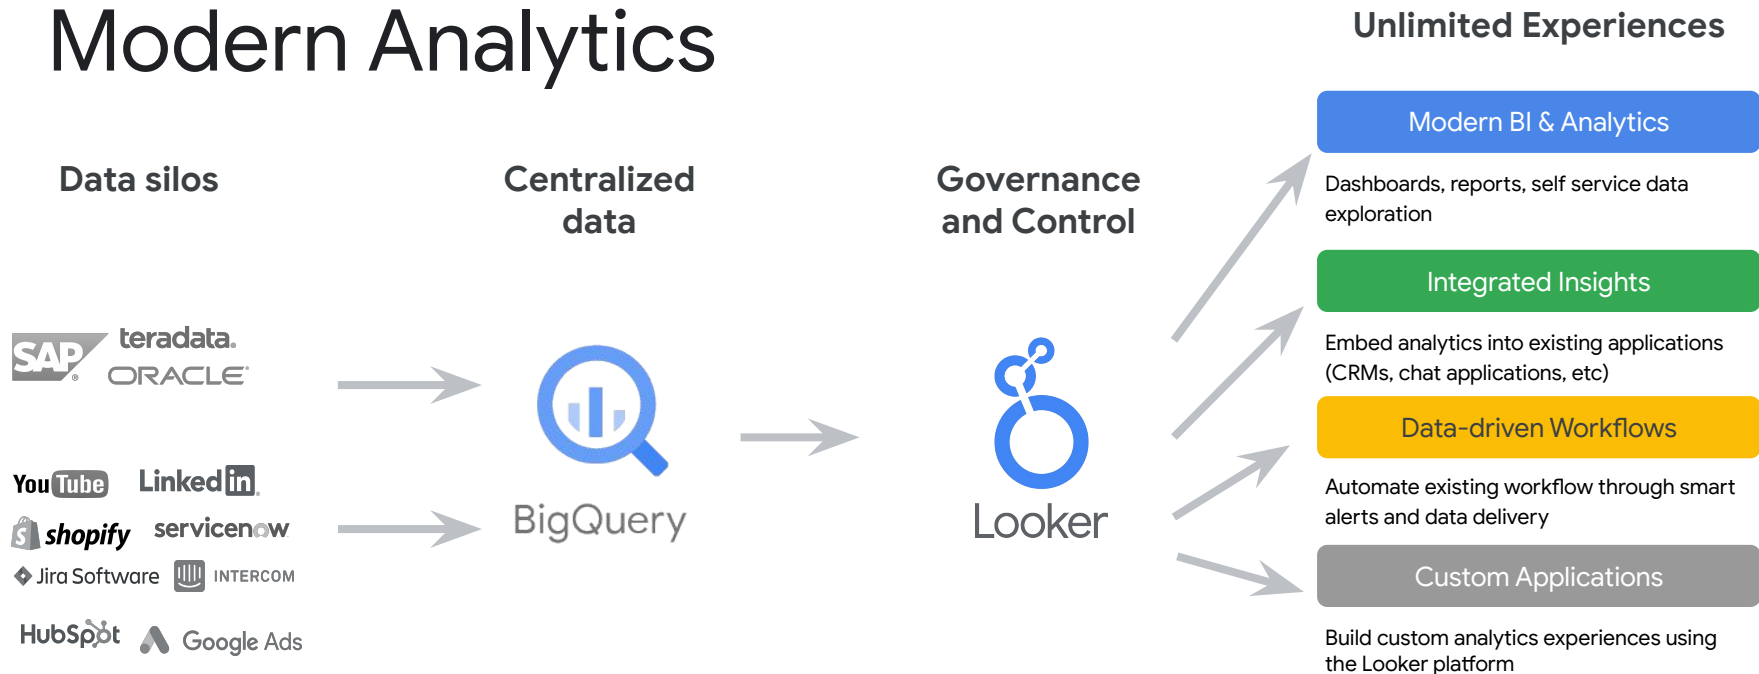 Modern Analytics
Data silos
SAP
teradata.
ORACLE
YouTube
LinkedIn
shopify
servicenow
Jira Software
INTERCOM
HubSpot
Google Ads
Centralized
data
BigQuery
Governance
and Control
Looker
Unlimited Experiences
Modern BI & Analytics
Dashboards, reports, self service data
exploration
Integrated Insights
Embed analytics into existing applications
(CRMs, chat applications, etc)
Data-driven Workflows
Automate existing workflow through smart
alerts and data delivery
Custom Applications
Build custom analytics experiences using
the Looker platform